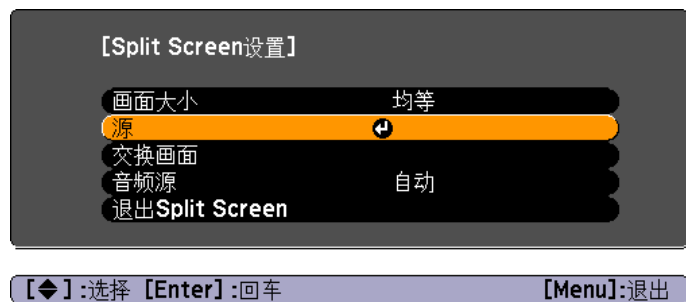 [Split Screen设置]
画面大小 均等
源
交换画面
音频源 自动
退出Split Screen
[◆]:选择 [Enter]:回车 [Menu]:退出